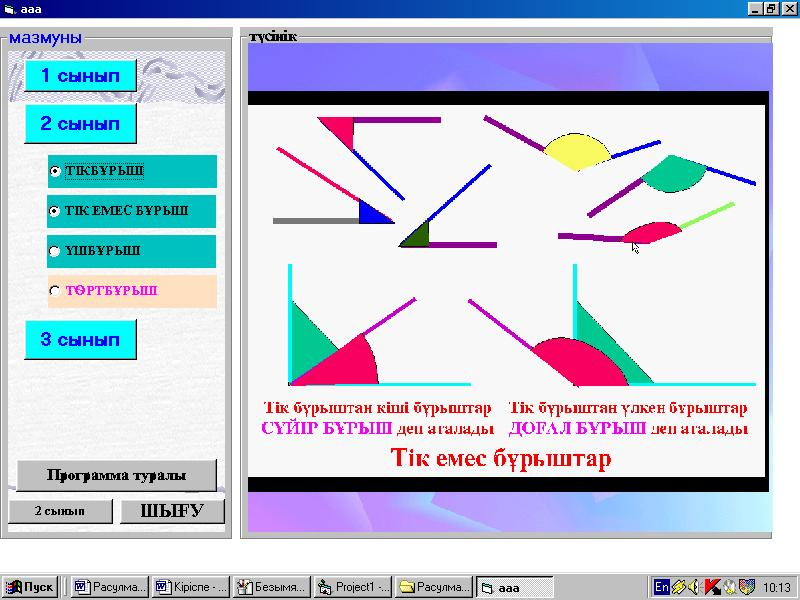 ааа
мазмуны
1 сынып
2 сынып
ТІКБҰРЫШ
ТІК ЕМЕС БҰРЫШ
ҮШБҰРЫШ
ТӨРТБҰРЫШ
3 сынып
Программа туралы
2 сынып
ШЫҒУ
түсінік
Тік бұрыштан кіші бұрыштар
СҮЙІР БҰРЫШ деп аталады
Тік бұрыштан үлкен бұрыштар
ДОҒАЛ БҰРЫШ деп аталады
Тік емес бұрыштар
Пуск
Расулма...
Кіріспе - ...
Безымя...
Project1 -...
Расулма...
ааа
En
10:13